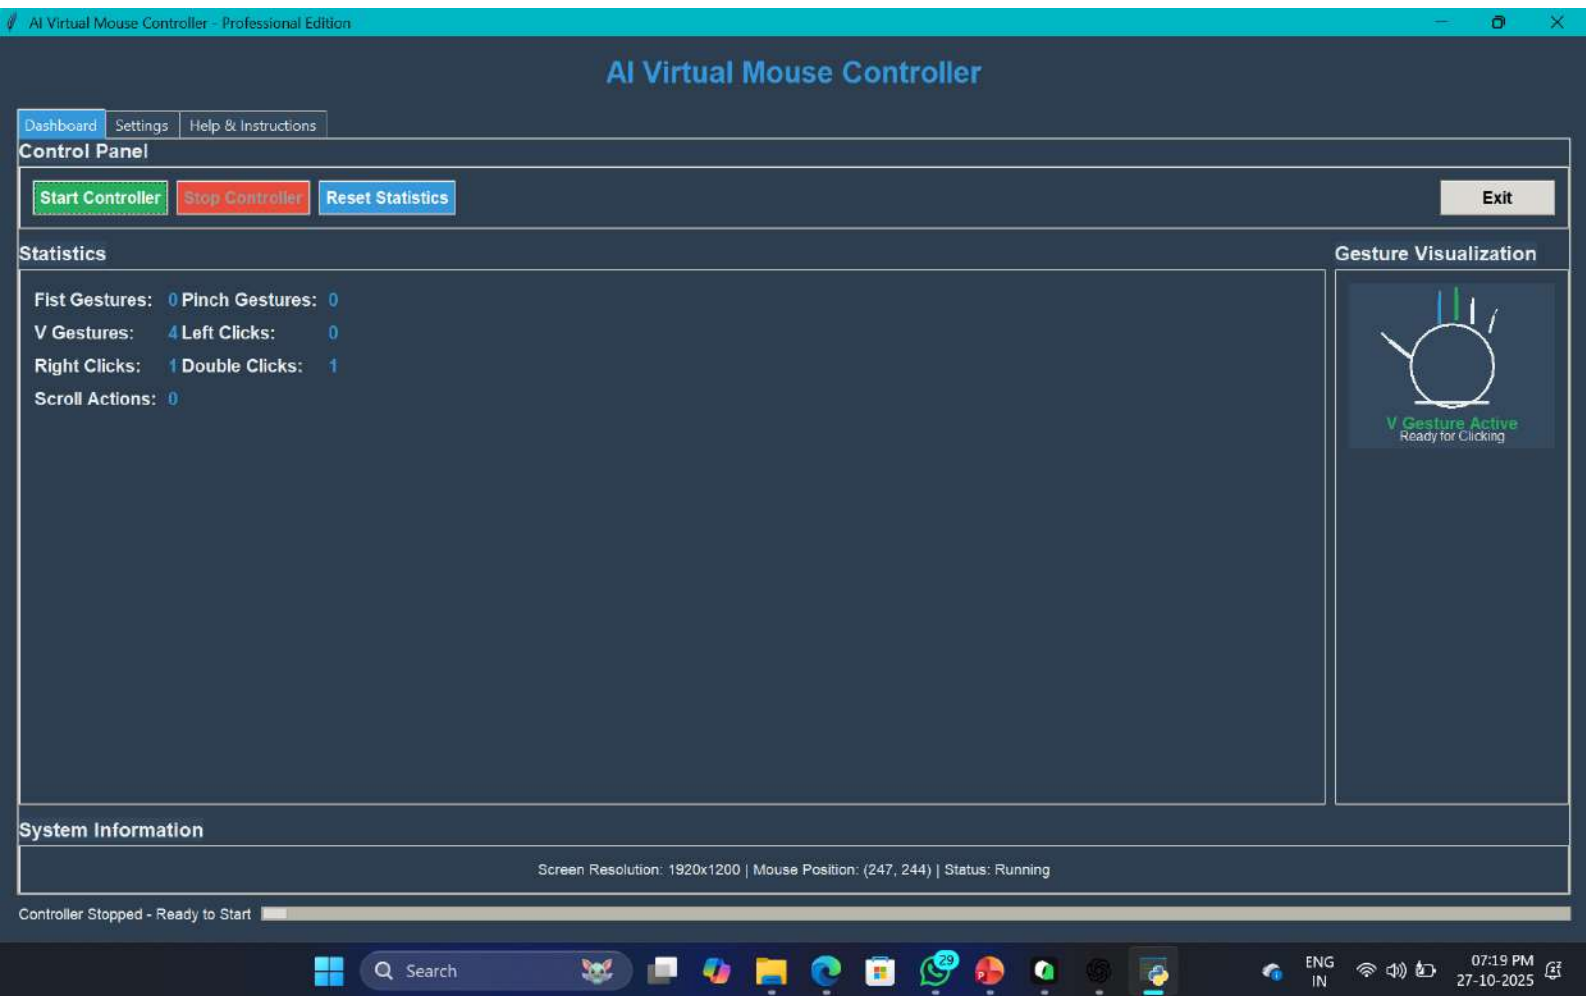 AI Virtual Mouse Controller - Professional Edition
AI Virtual Mouse Controller
Dashboard Settings Help & Instructions
Control Panel
Start Controller Stop Controller Reset Statistics Exit
Statistics
Fist Gestures: 0 Pinch Gestures: 0
V Gestures: 4 Left Clicks: 0
Right Clicks: 1 Double Clicks: 1
Scroll Actions: 0
Gesture Visualization
V Gesture Active
Ready for Clicking
System Information
Screen Resolution: 1920x1200 | Mouse Position: (247, 244) | Status: Running
Controller Stopped - Ready to Start
Search
29
ENG
IN
07:19 PM
27-10-2025